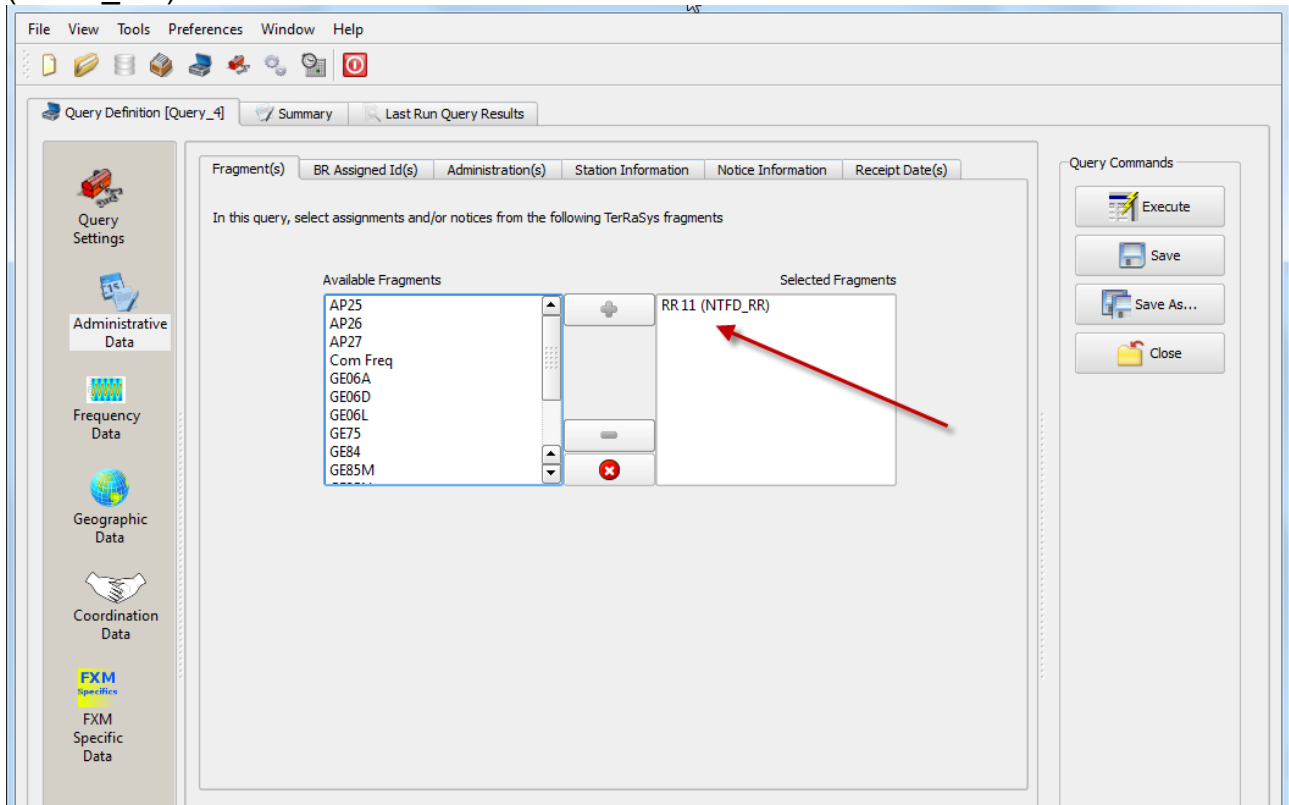 File View Tools Preferences Window Help
Query Definition [Query_4] Summary Last Run Query Results
Query Settings
Administrative Data
Frequency Data
Geographic Data
Coordination Data
FXM Specifics
FXM Specific Data
Fragment(s) BR Assigned Id(s) Administration(s) Station Information Notice Information Receipt Date(s)
In this query, select assignments and/or notices from the following TerRaSys fragments
Available Fragments
AP25
AP26
AP27
Com Freq
GE06A
GE06D
GE06L
GE75
GE84
GE85M
Selected Fragments
RR 11 (NTFD_RR)
Query Commands
Execute
Save
Save As...
Close